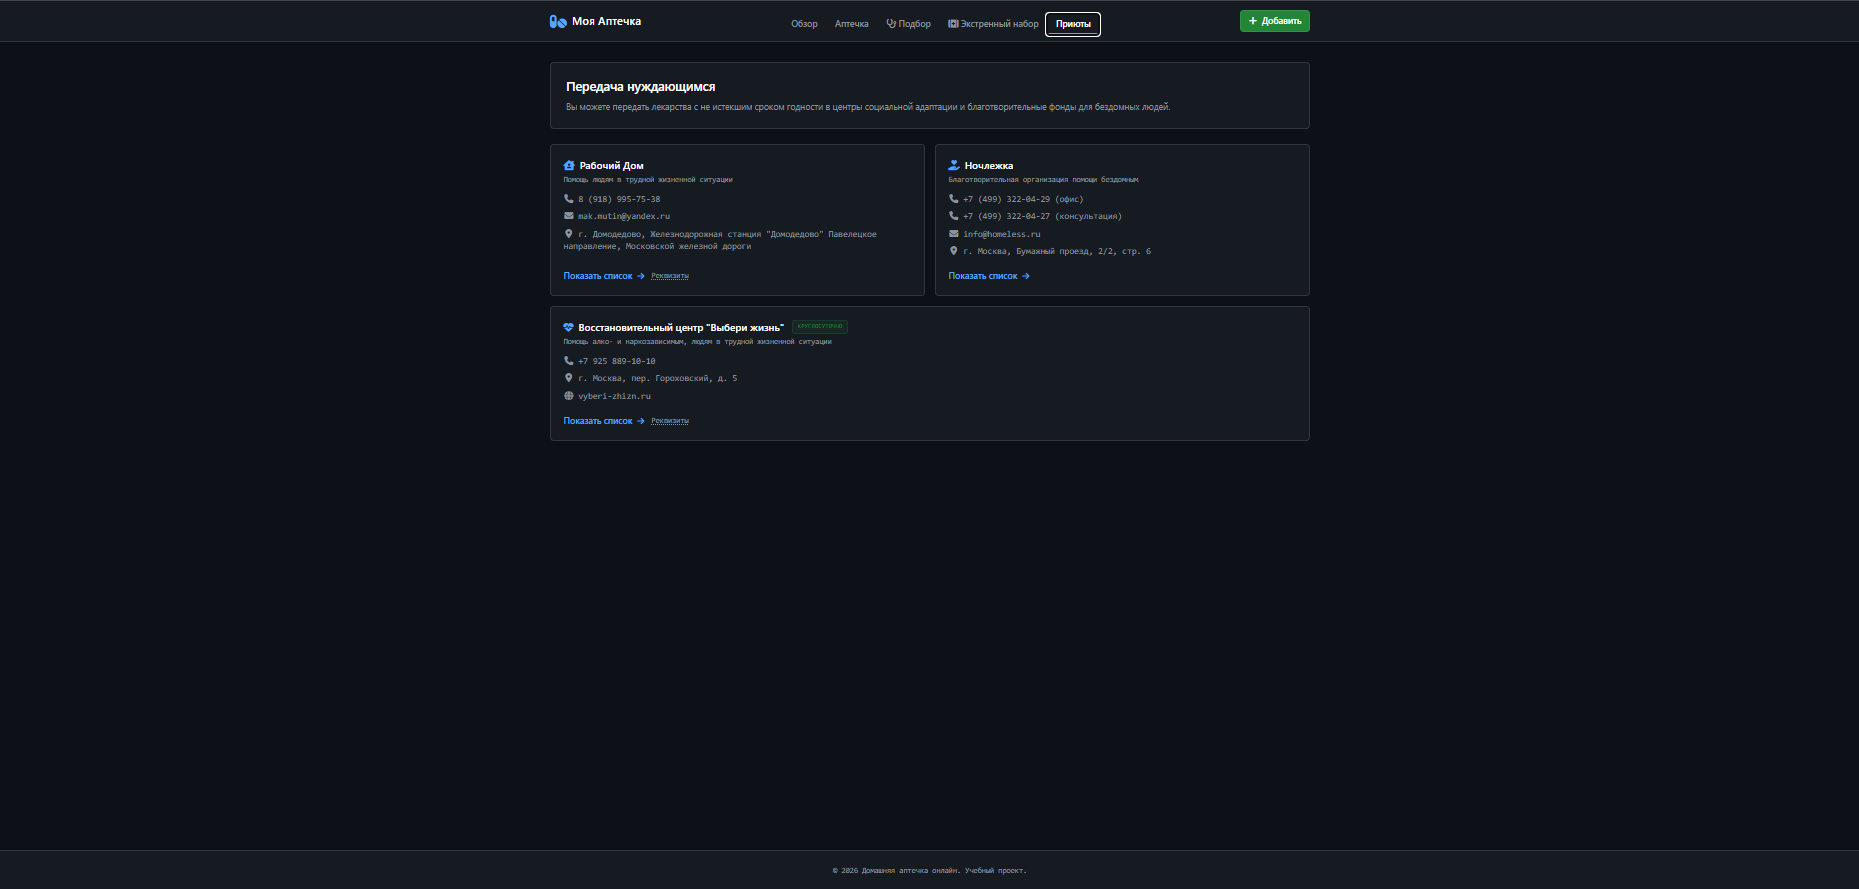 Моя Аптечка
Обзор
Аптечка
Подбор
Экстренный набор
Приюты
+ Добавить
Передача нуждающимся
Вы можете передать лекарства с не истекшим сроком годности в центры социальной адаптации и благотворительные фонды для бездомных людей.
Рабочий Дом
Помощь людям в трудной жизненной ситуации
8 (918) 995-75-38
mak.mutin@yandex.ru
г. Домодедово, Железнодорожная станция "Домодедово" Павелецкое
направление, Московской железной дороги
Показать список → Реквизиты
Ночлежка
Благотворительная организация помощи бездомным
+7 (499) 322-04-29 (офис)
+7 (499) 322-04-27 (консультация)
info@homeless.ru
г. Москва, Бумажный проезд, 2/2, стр. 6
Показать список →
Восстановительный центр "Выбери жизнь" КРУГЛОСУТОЧНО
Помощь алко- и наркозависимым, людям в трудной жизненной ситуации
+7 925 889-10-10
г. Москва, пер. Гороховский, д. 5
vyberi-zhizn.ru
Показать список → Реквизиты
© 2026 Домашняя аптечка онлайн. Учебный проект.